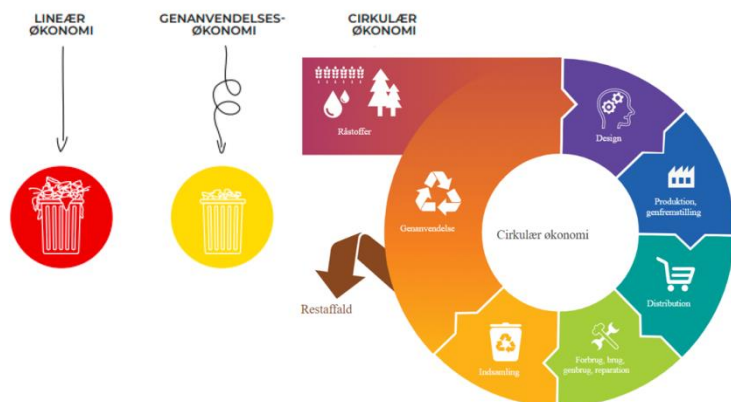 LINEÆR
ØKONOMI
GENANVENDELSES-
ØKONOMI
CIRKULÆR
ØKONOMI
Råstoffer
Design
Produktion,
genfremstilling
Genanvendelse
Cirkulær økonomi
Distribution
Restaffald
Indsamling
Forbrug, brug,
genbrug, reparation